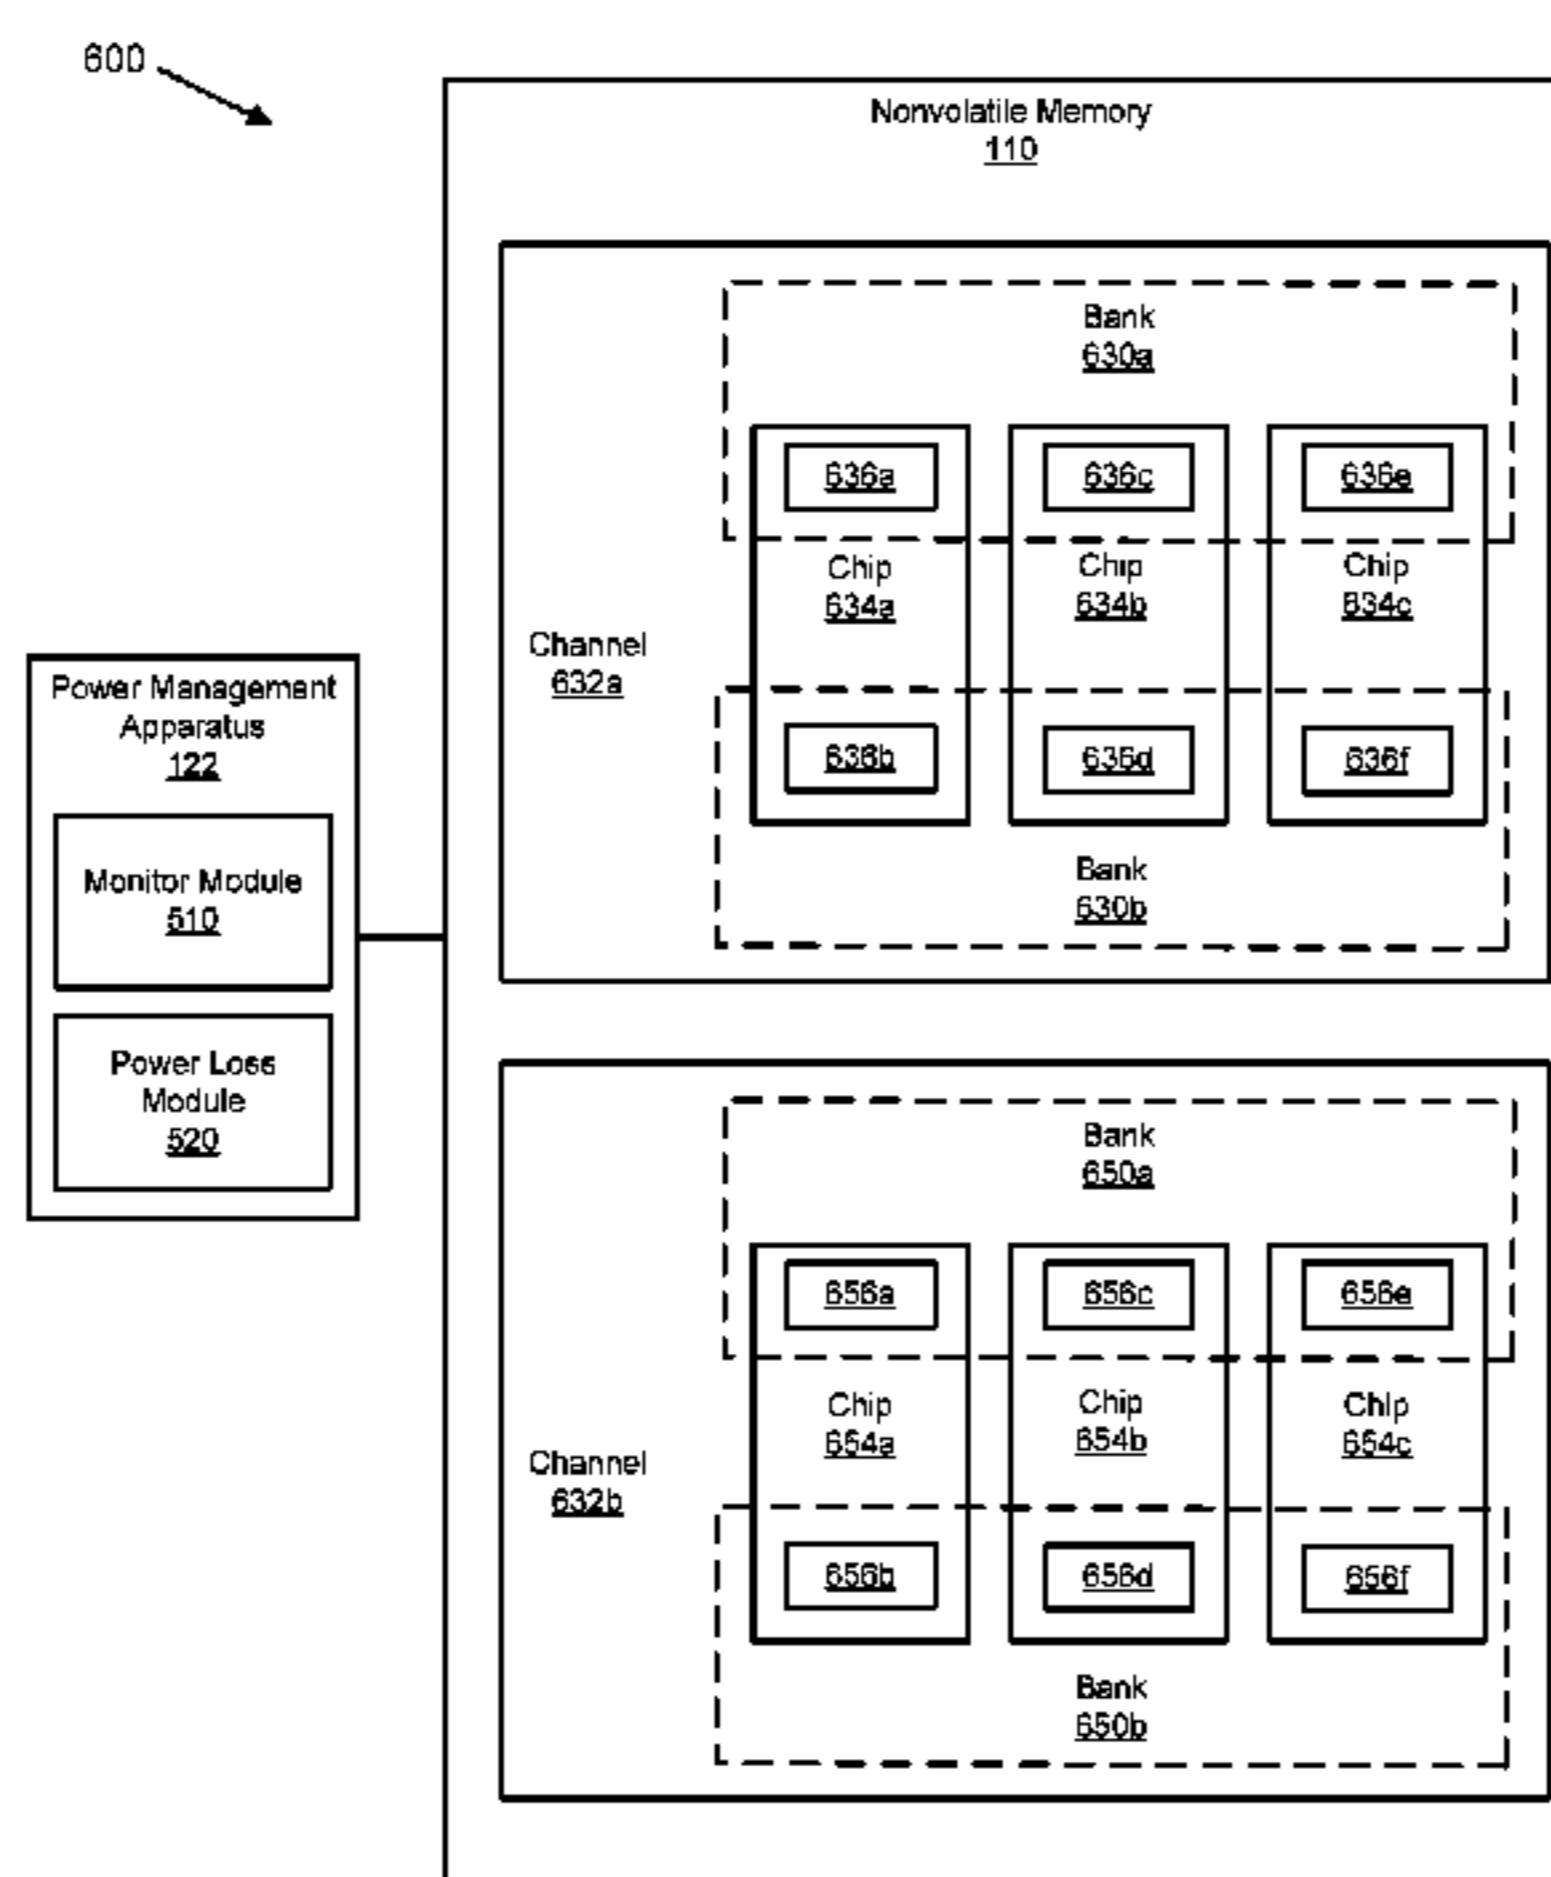 600
Nonvolatile Memory
110
Bank
630a
636a
636c
636e
Chip
634a
Chip
634b
Chip
634c
Channel
632a
636b
636d
636f
Bank
630b
Power Management
Apparatus
122
Monitor Module
510
Power Loss
Module
520
Bank
650a
656a
656c
656e
Chip
654a
Chip
654b
Chip
654c
Channel
632b
656b
656d
656f
Bank
650b